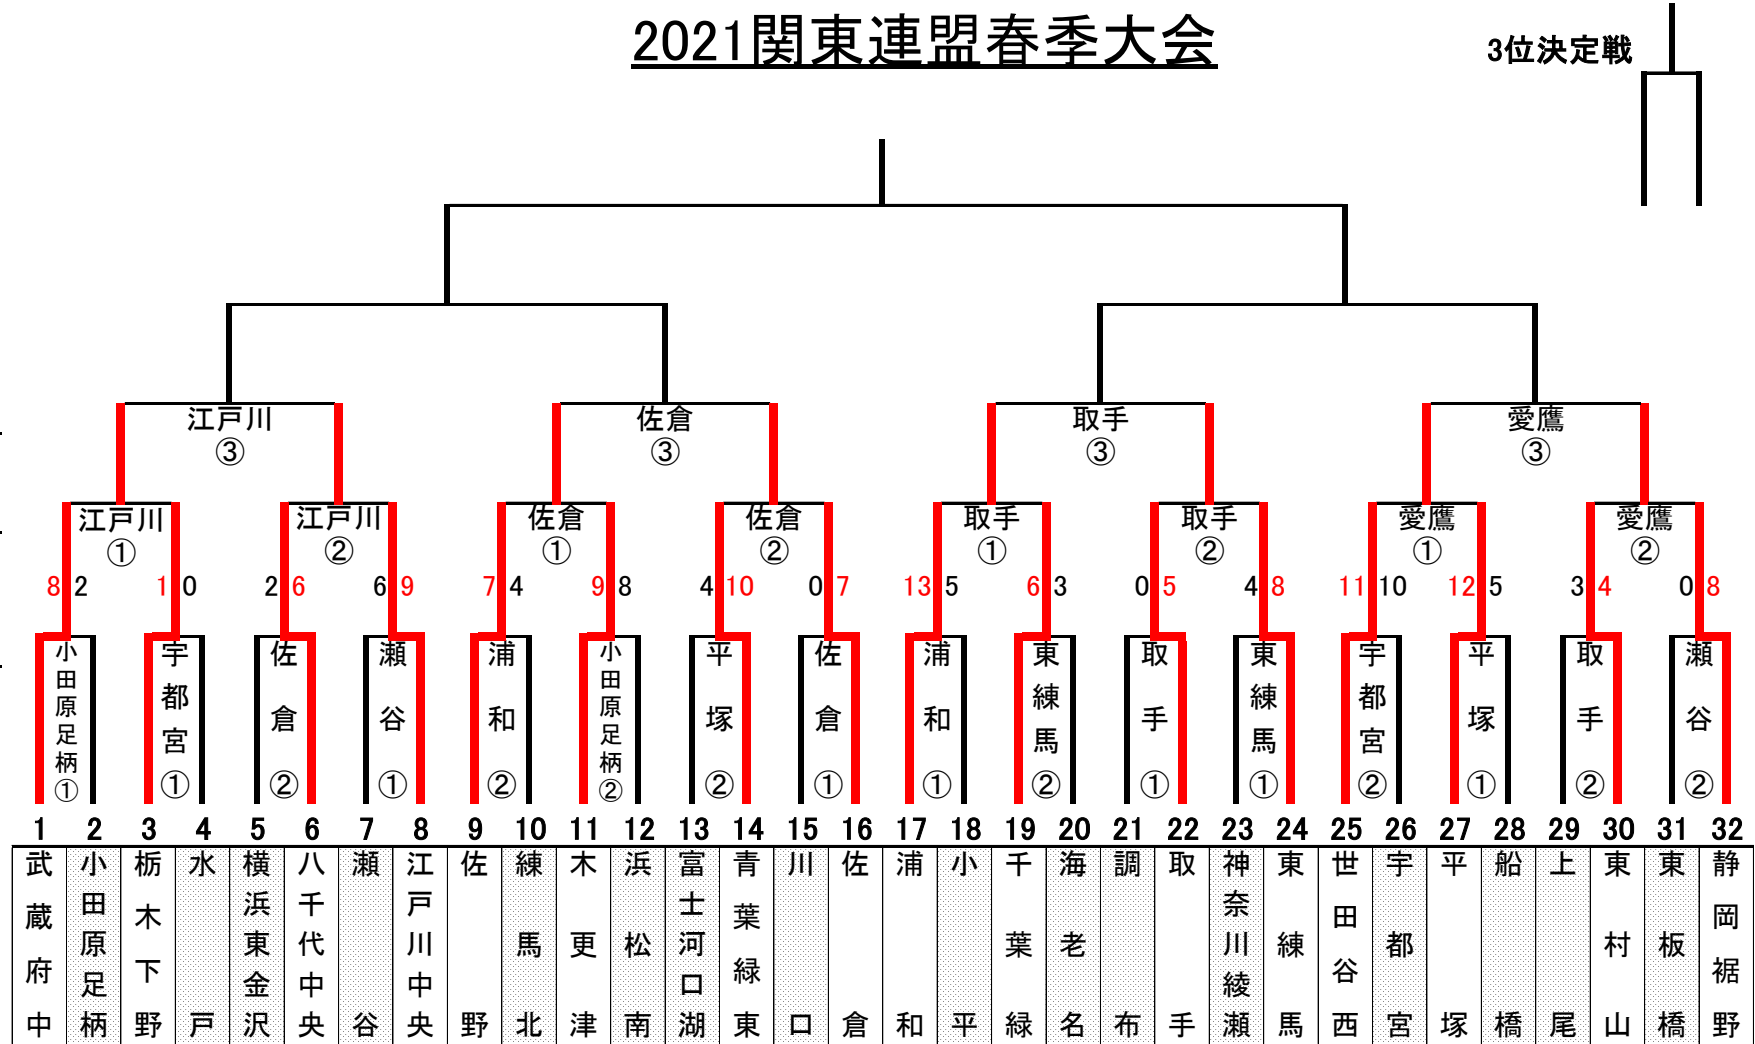 2021関東連盟春季大会
3位決定戦
江戸川 佐倉 取手 愛鷹
③ ③ ③ ③
江戸川 江戸川 佐倉 佐倉 取手 取手 愛鷹 愛鷹
① ② ① ② ① ② ① ②
8 2 1 0 2 6 6 9 7 4 9 8 4 10 0 7 13 5 6 3 0 5 4 8 11 10 12 5 3 4 0 8
小田原足柄①
宇都宮①
佐倉②
瀬谷①
浦和②
小田原足柄②
平塚②
佐倉①
浦和①
東練馬②
取手①
東練馬①
宇都宮②
平塚①
取手②
瀬谷②
1 2 3 4 5 6 7 8 9 10 11 12 13 14 15 16 17 18 19 20 21 22 23 24 25 26 27 28 29 30 31 32
武蔵府中
小田原足柄
栃木下野
水戸
横浜東金沢
八千代中央
瀬谷
江戸川中央
佐野
練馬北
木更津
浜松南
富士河口湖
青葉緑東
川口
佐倉
浦和
小平
千葉緑
海老名
調布
取手
神奈川綾瀬
東練馬
世田谷西
宇都宮
平塚
船橋
上尾
東村山
東板橋
静岡裾野